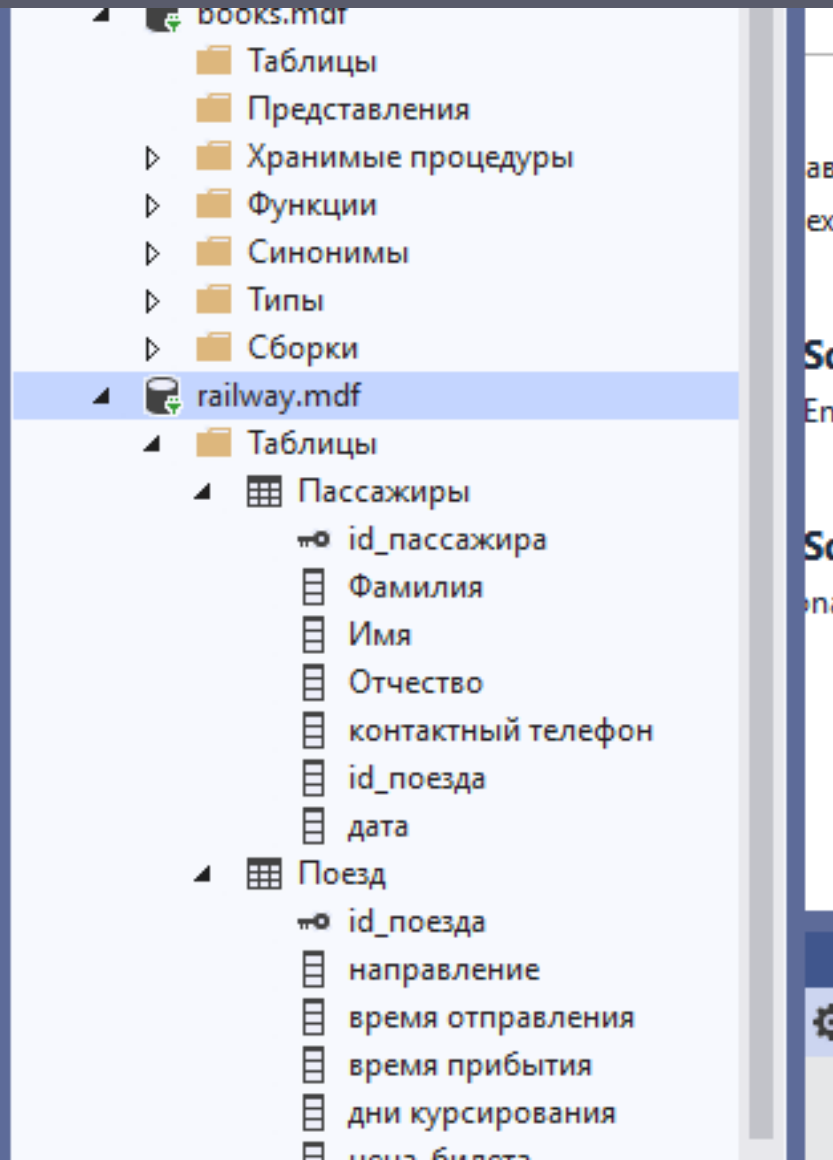 books.mdf
Таблицы
Представления
Хранимые процедуры
Функции
Синонимы
Типы
Сборки
railway.mdf
Таблицы
Пассажиры
id_пассажира
Фамилия
Имя
Отчество
контактный телефон
id_поезда
дата
Поезд
id_поезда
направление
время отправления
время прибытия
дни курсирования